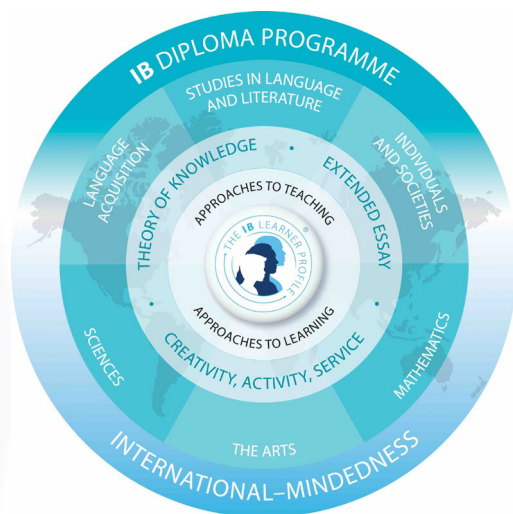 IB DIPLOMA PROGRAMME
STUDIES IN LANGUAGE
AND LITERATURE
LANGUAGE
ACQUISITION
INDIVIDUALS
AND SOCIETIES
THEORY OF KNOWLEDGE
•
EXTENDED ESSAY
•
APPROACHES TO TEACHING
THE IB LEARNER PROFILE
®
APPROACHES TO LEARNING
•
CREATIVITY, ACTIVITY, SERVICE
SCIENCES
MATHEMATICS
THE ARTS
INTERNATIONAL–MINDEDNESS